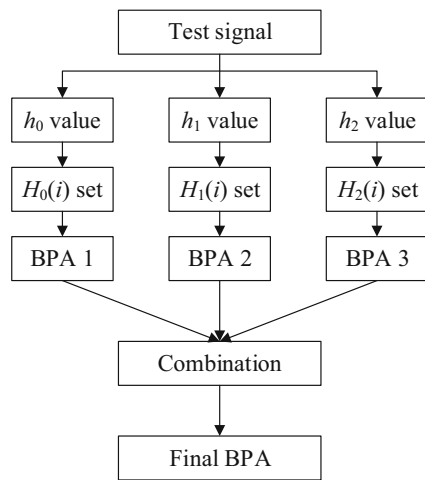 Test signal
h₀ value h₁ value h₂ value
H₀(i) set H₁(i) set H₂(i) set
BPA 1 BPA 2 BPA 3
Combination
Final BPA